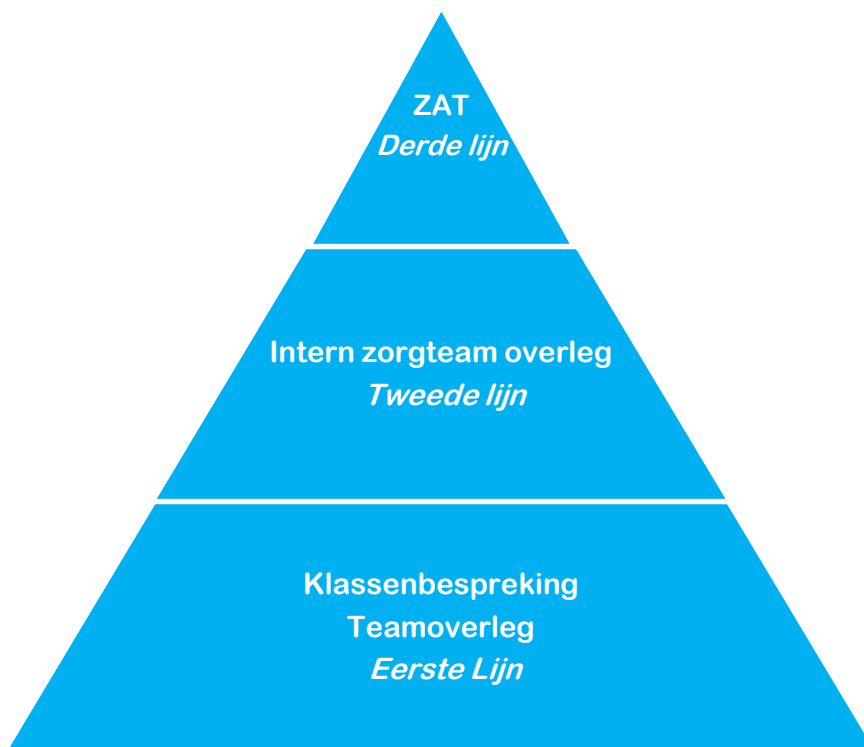 ZAT
Derde lijn
Intern zorgteam overleg
Tweede lijn
Klassenbespreking
Teamoverleg
Eerste Lijn